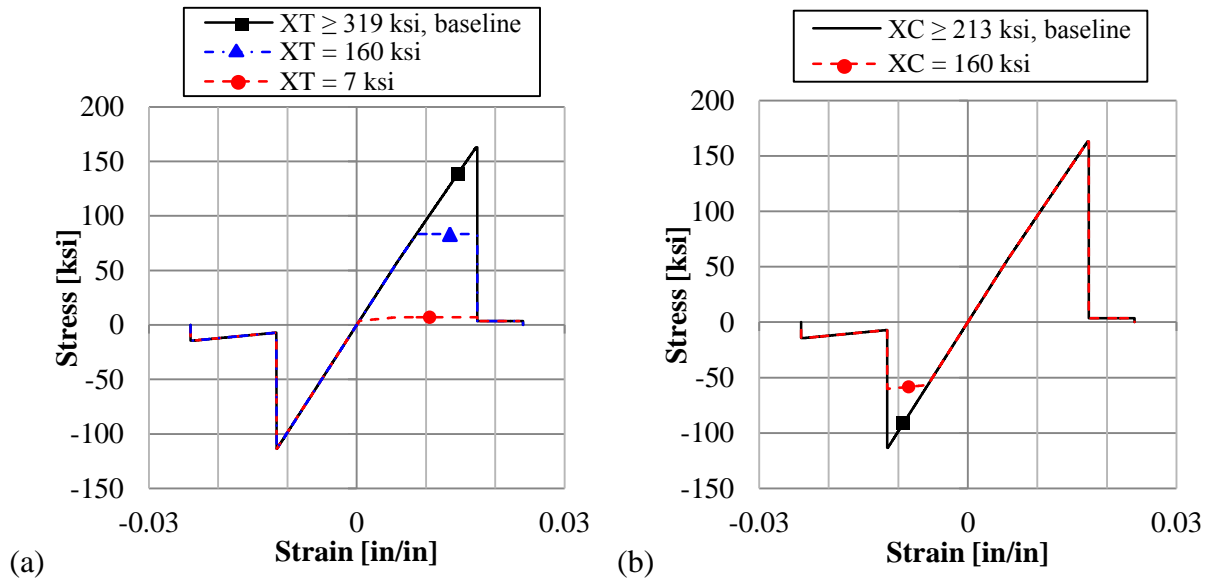 XT ≥ 319 ksi, baseline
XT = 160 ksi
XT = 7 ksi
200
150
100
50
0
-50
-100
-150
Stress [ksi]
-0.03
0
0.03
Strain [in/in]
(a)
XC ≥ 213 ksi, baseline
XC = 160 ksi
200
150
100
50
0
-50
-100
-150
Stress [ksi]
-0.03
0
0.03
Strain [in/in]
(b)